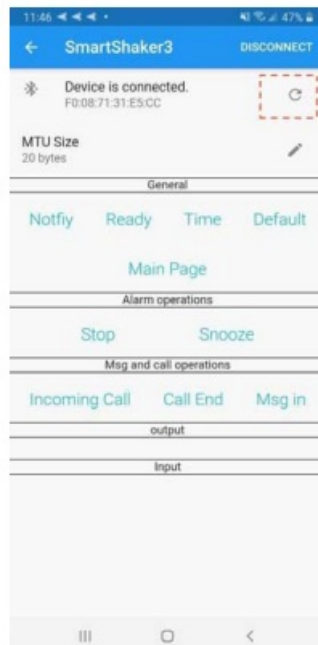 11:46 47%
SmartShaker3 DISCONNECT
Device is connected.
F0:08:71:31:E5:CC
MTU Size
20 bytes
General
Notfiy Ready Time Default
Main Page
Alarm operations
Stop Snooze
Msg and call operations
Incoming Call Call End Msg in
output
Input